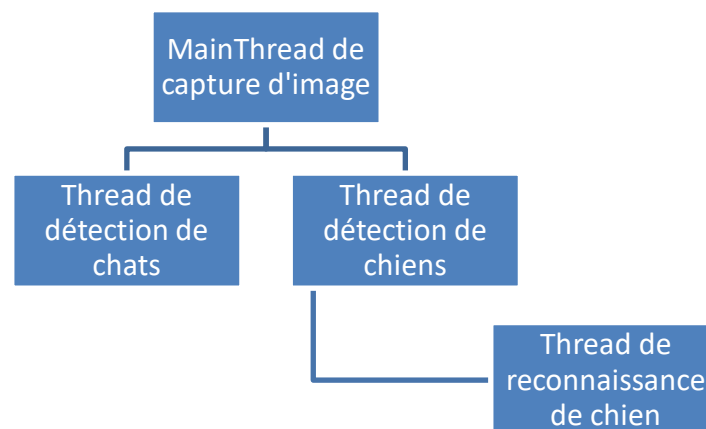 MainThread de
capture d'image
Thread de
détection de
chats
Thread de
détection de
chiens
Thread de
reconnaissance
de chien